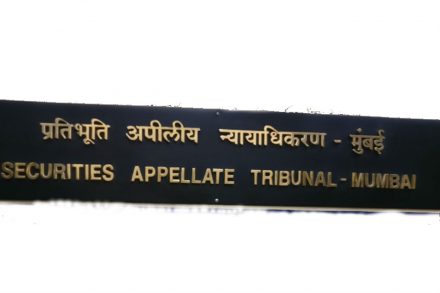 प्रतिभूति अपीलीय न्यायाधिकरण - मुंबई
SECURITIES APPELLATE TRIBUNAL - MUMBAI